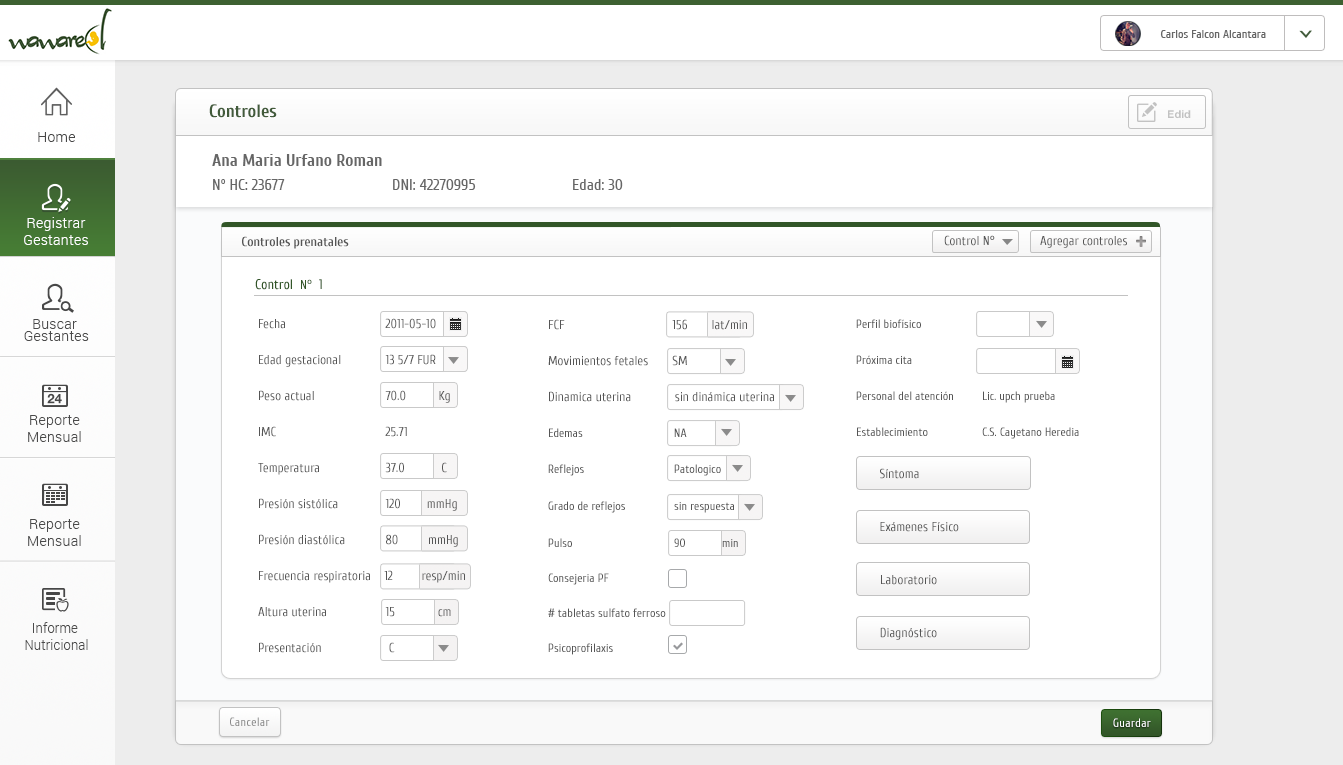 wawared
Carlos Falcon Alcantara
Home
Registrar
Gestantes
Buscar
Gestantes
24
Reporte
Mensual
Reporte
Mensual
Informe
Nutricional
Controles
Edid
Ana Maria Urfano Roman
N° HC: 23677 DNI: 42270995 Edad: 30
Controles prenatales
Control N°
Agregar controles
Control N° 1
Fecha 2011-05-10
Edad gestacional 13 5/7 FUR
Peso actual 70.0 Kg
IMC 25.71
Temperatura 37.0 C
Presión sistólica 120 mmHg
Presión diastólica 80 mmHg
Frecuencia respiratoria 12 resp/min
Altura uterina 15 cm
Presentación C
FCF 156 lat/min
Movimientos fetales SM
Dinamica uterina sin dinámica uterina
Edemas NA
Reflejos Patologico
Grado de reflejos sin respuesta
Pulso 90 min
Consejeria PF
# tabletas sulfato ferroso
Psicoprofilaxis
Perfil biofísico
Próxima cita
Personal del atención Lic. upch prueba
Establecimiento C.S. Cayetano Heredia
Síntoma
Exámenes Físico
Laboratorio
Diagnóstico
Cancelar
Guardar